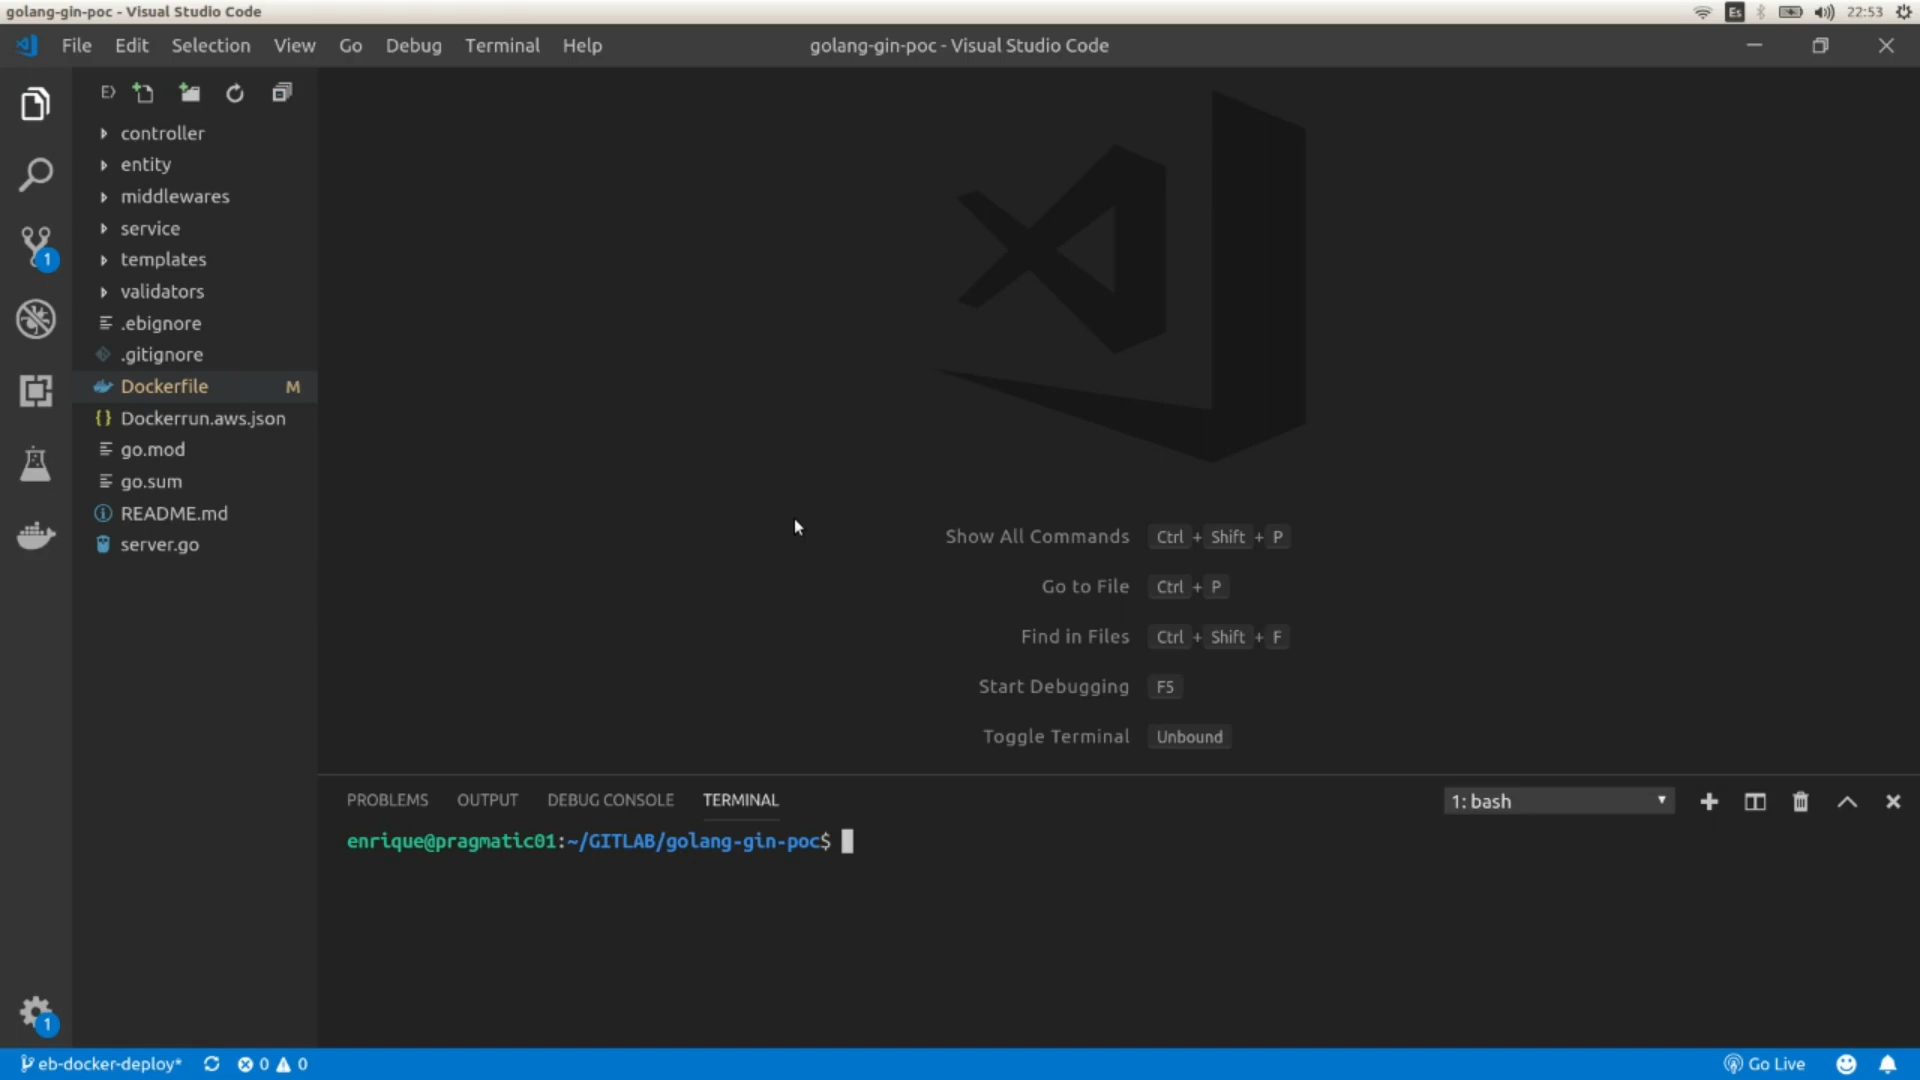 golang-gin-poc - Visual Studio Code
Es
22:53
File Edit Selection View Go Debug Terminal Help
golang-gin-poc - Visual Studio Code
controller
entity
middlewares
service
templates
validators
.ebignore
.gitignore
Dockerfile M
{} Dockerrun.aws.json
go.mod
go.sum
README.md
server.go
1
1
Show All Commands Ctrl + Shift + P
Go to File Ctrl + P
Find in Files Ctrl + Shift + F
Start Debugging F5
Toggle Terminal Unbound
PROBLEMS OUTPUT DEBUG CONSOLE TERMINAL
1: bash
enrique@pragmatic01:~/GITLAB/golang-gin-poc$
eb-docker-deploy* 0 0
Go Live